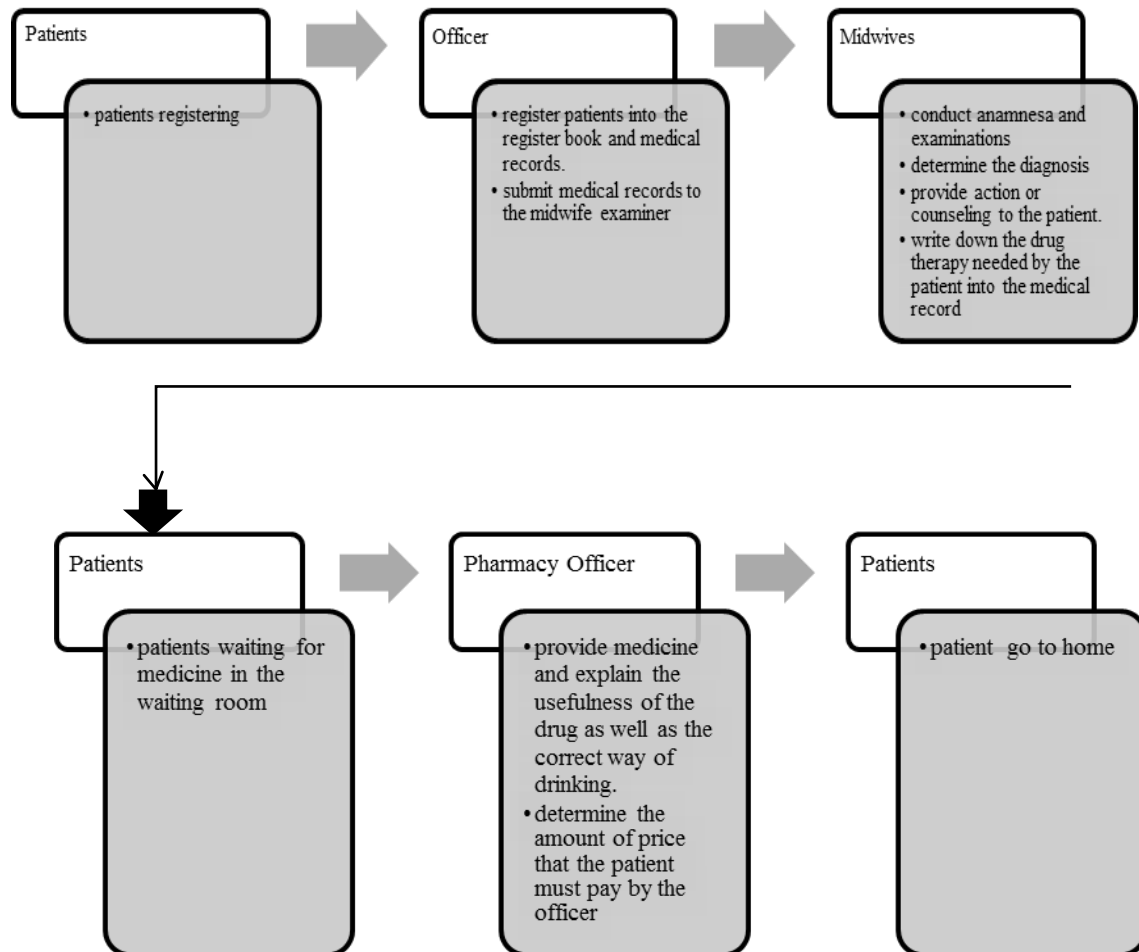 Patients
• patients registering
Officer
• register patients into the
register book and medical
records.
• submit medical records to
the midwife examiner
Midwives
• conduct anamnesa and
examinations
• determine the diagnosis
• provide action or
counseling to the patient.
• write down the drug
therapy needed by the
patient into the medical
record
Patients
• patients waiting for
medicine in the
waiting room
Pharmacy Officer
• provide medicine
and explain the
usefulness of the
drug as well as the
correct way of
drinking.
• determine the
amount of price
that the patient
must pay by the
officer
Patients
• patient go to home